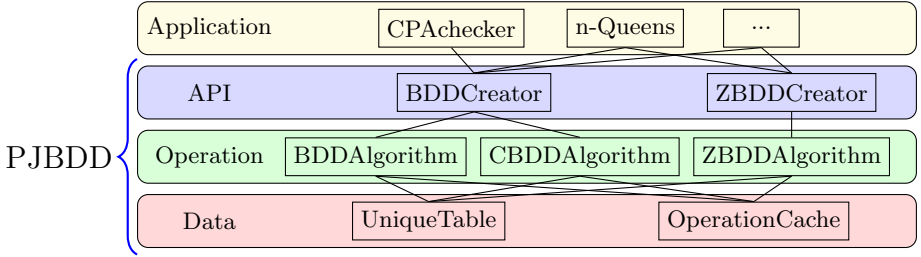 Application CPAchecker n-Queens ...
API BDDCreator ZBDDCreator
PJBDD
Operation BDDAlgorithm CBDDAlgorithm ZBDDAlgorithm
Data UniqueTable OperationCache